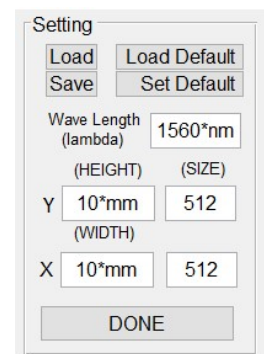 Setting
Load Load Default
Save Set Default
Wave Length
(lambda) 1560*nm
(HEIGHT) (SIZE)
Y 10*mm 512
(WIDTH)
X 10*mm 512
DONE